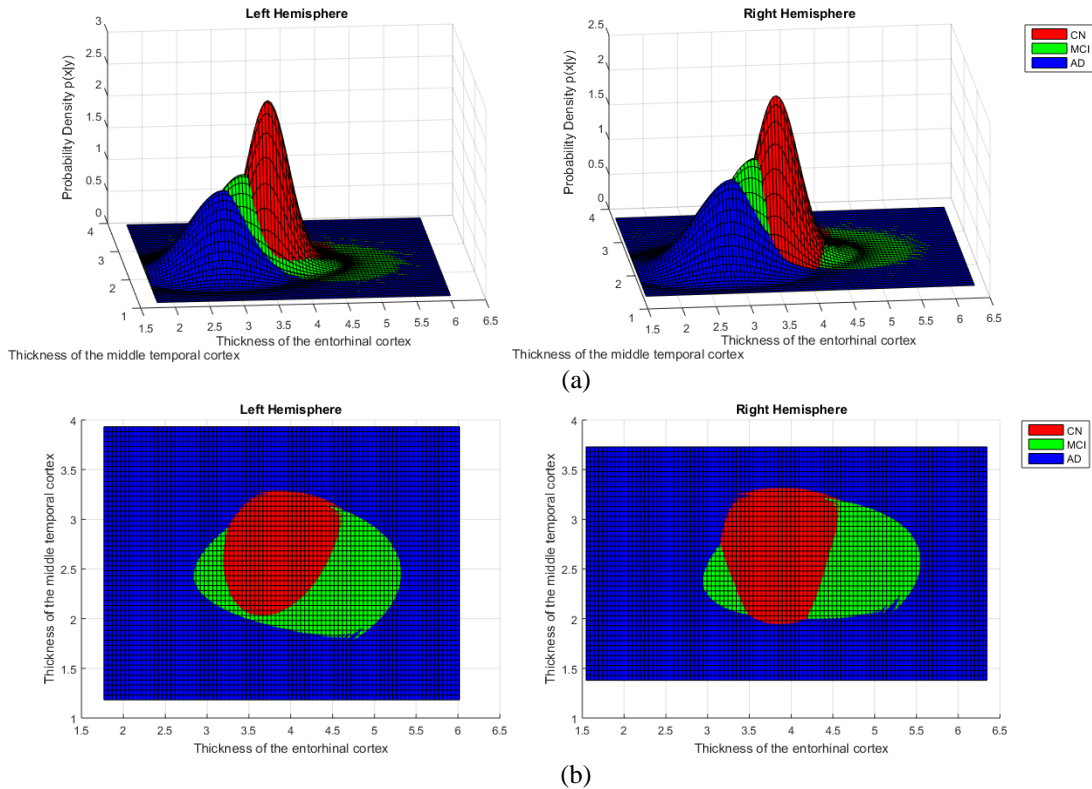 Left Hemisphere
Probability Density p(x|y)
3
2.5
2
1.5
1
0.5
0
4
3
2
1
1.5 2 2.5 3 3.5 4 4.5 5 5.5 6 6.5
Thickness of the entorhinal cortex
Thickness of the middle temporal cortex
Right Hemisphere
Probability Density p(x|y)
2.5
2
1.5
1
0.5
0
4
3
2
1
1.5 2 2.5 3 3.5 4 4.5 5 5.5 6 6.5
Thickness of the entorhinal cortex
Thickness of the middle temporal cortex
CN
MCI
AD
(a)
Left Hemisphere
Thickness of the middle temporal cortex
4
3.5
3
2.5
2
1.5
1
1.5 2 2.5 3 3.5 4 4.5 5 5.5 6 6.5
Thickness of the entorhinal cortex
Right Hemisphere
Thickness of the middle temporal cortex
4
3.5
3
2.5
2
1.5
1
1.5 2 2.5 3 3.5 4 4.5 5 5.5 6 6.5
Thickness of the entorhinal cortex
CN
MCI
AD
(b)